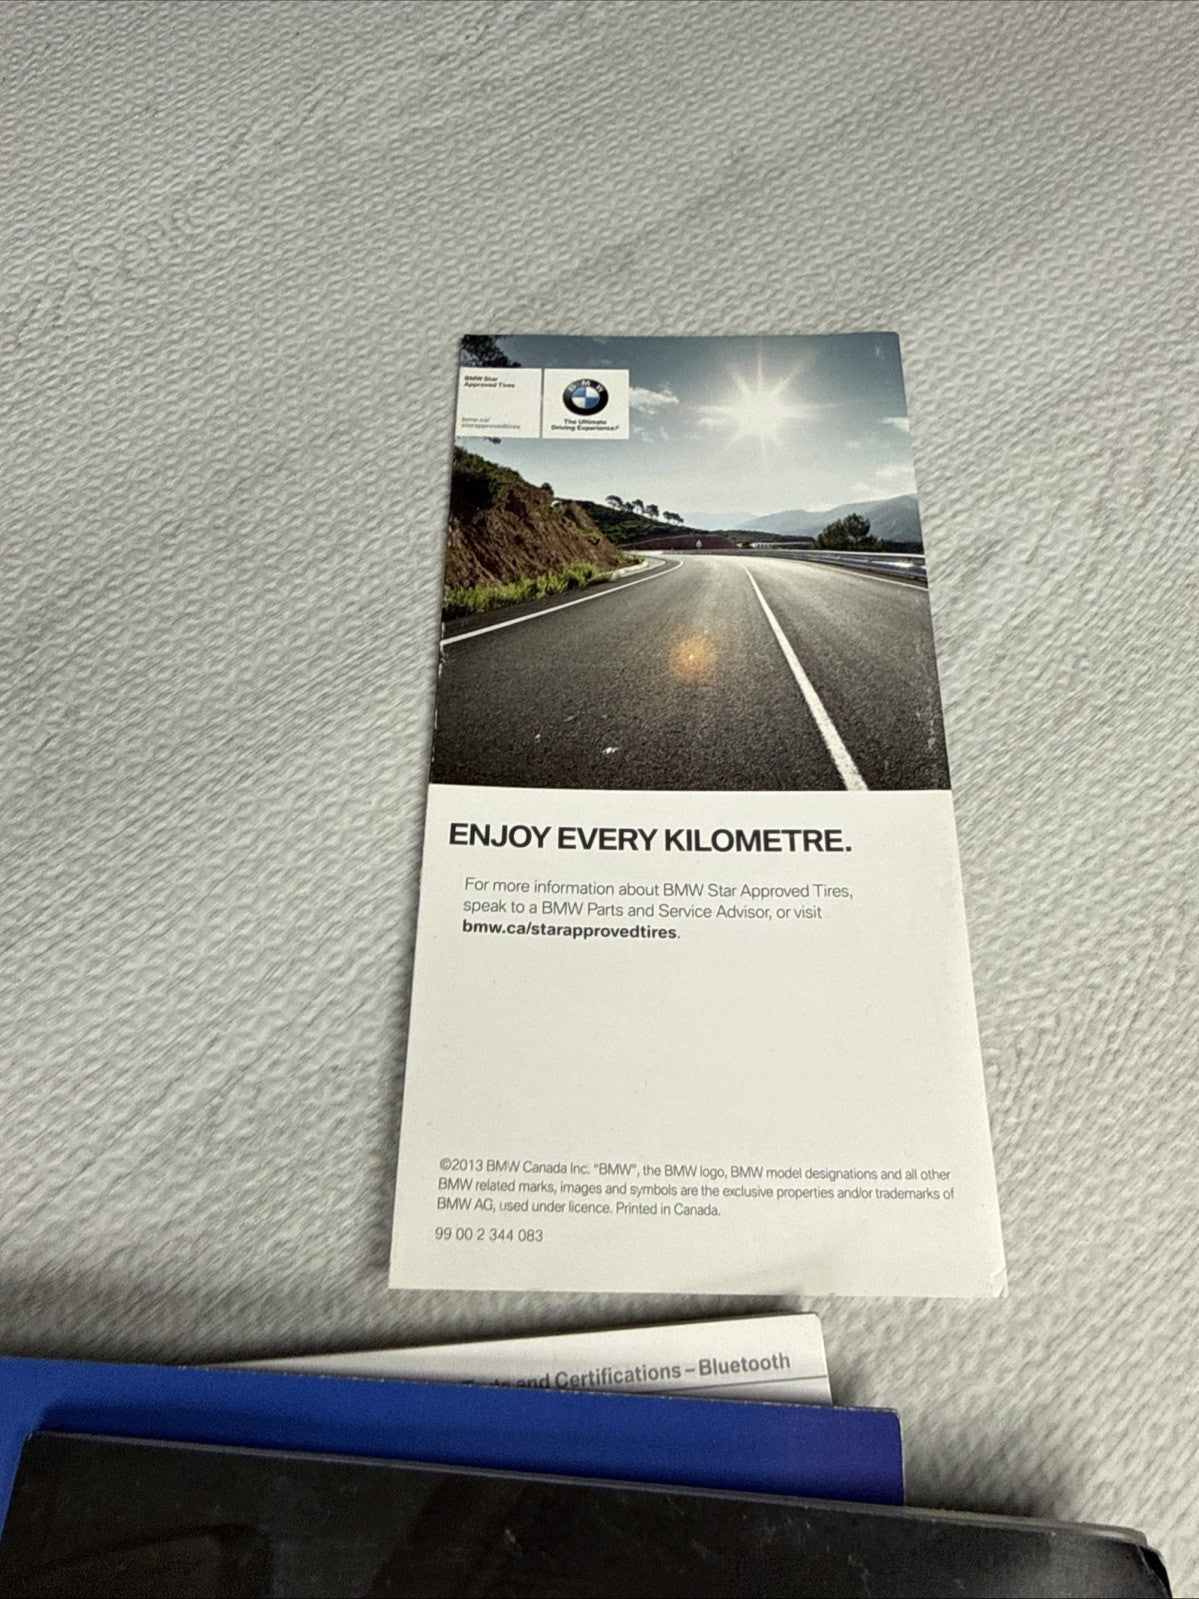 BMW Star
Approved Tires
bmw.ca/
starapprovedtires
BMW
The Ultimate
Driving Experience.®
ENJOY EVERY KILOMETRE.
For more information about BMW Star Approved Tires,
speak to a BMW Parts and Service Advisor, or visit
bmw.ca/starapprovedtires.
©2013 BMW Canada Inc. “BMW”, the BMW logo, BMW model designations and all other
BMW related marks, images and symbols are the exclusive properties and/or trademarks of
BMW AG, used under licence. Printed in Canada.
99 00 2 344 083
and Certifications – Bluetooth